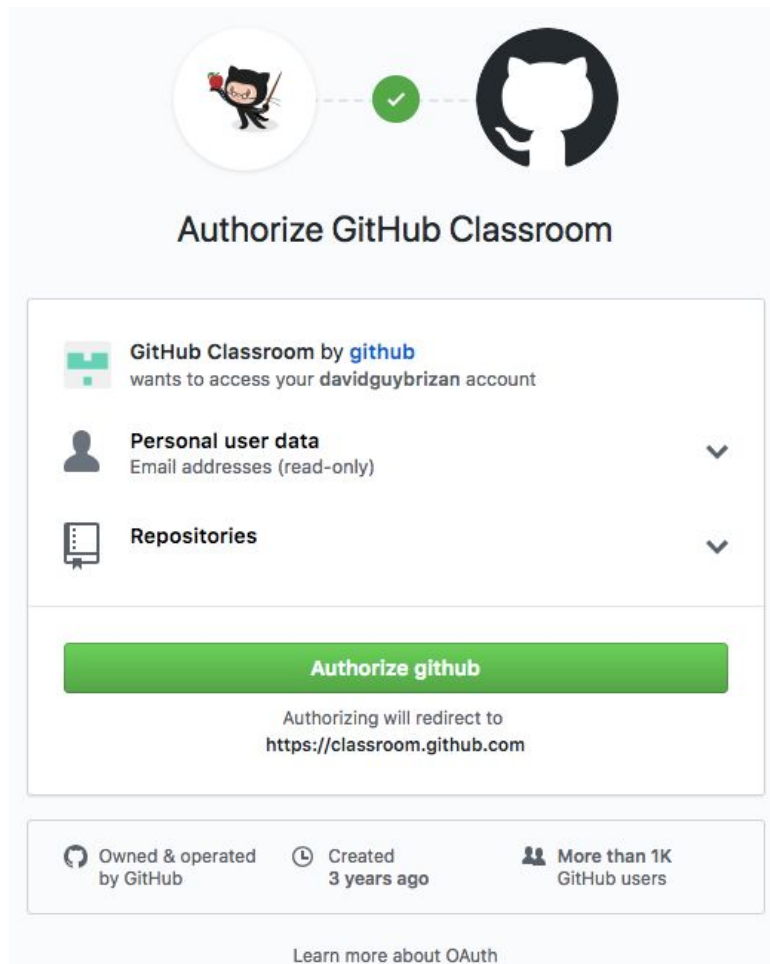 Authorize GitHub Classroom
GitHub Classroom by github
wants to access your davidguybrizan account
Personal user data
Email addresses (read-only)
Repositories
Authorize github
Authorizing will redirect to
https://classroom.github.com
Owned & operated
by GitHub
Created
3 years ago
More than 1K
GitHub users
Learn more about OAuth